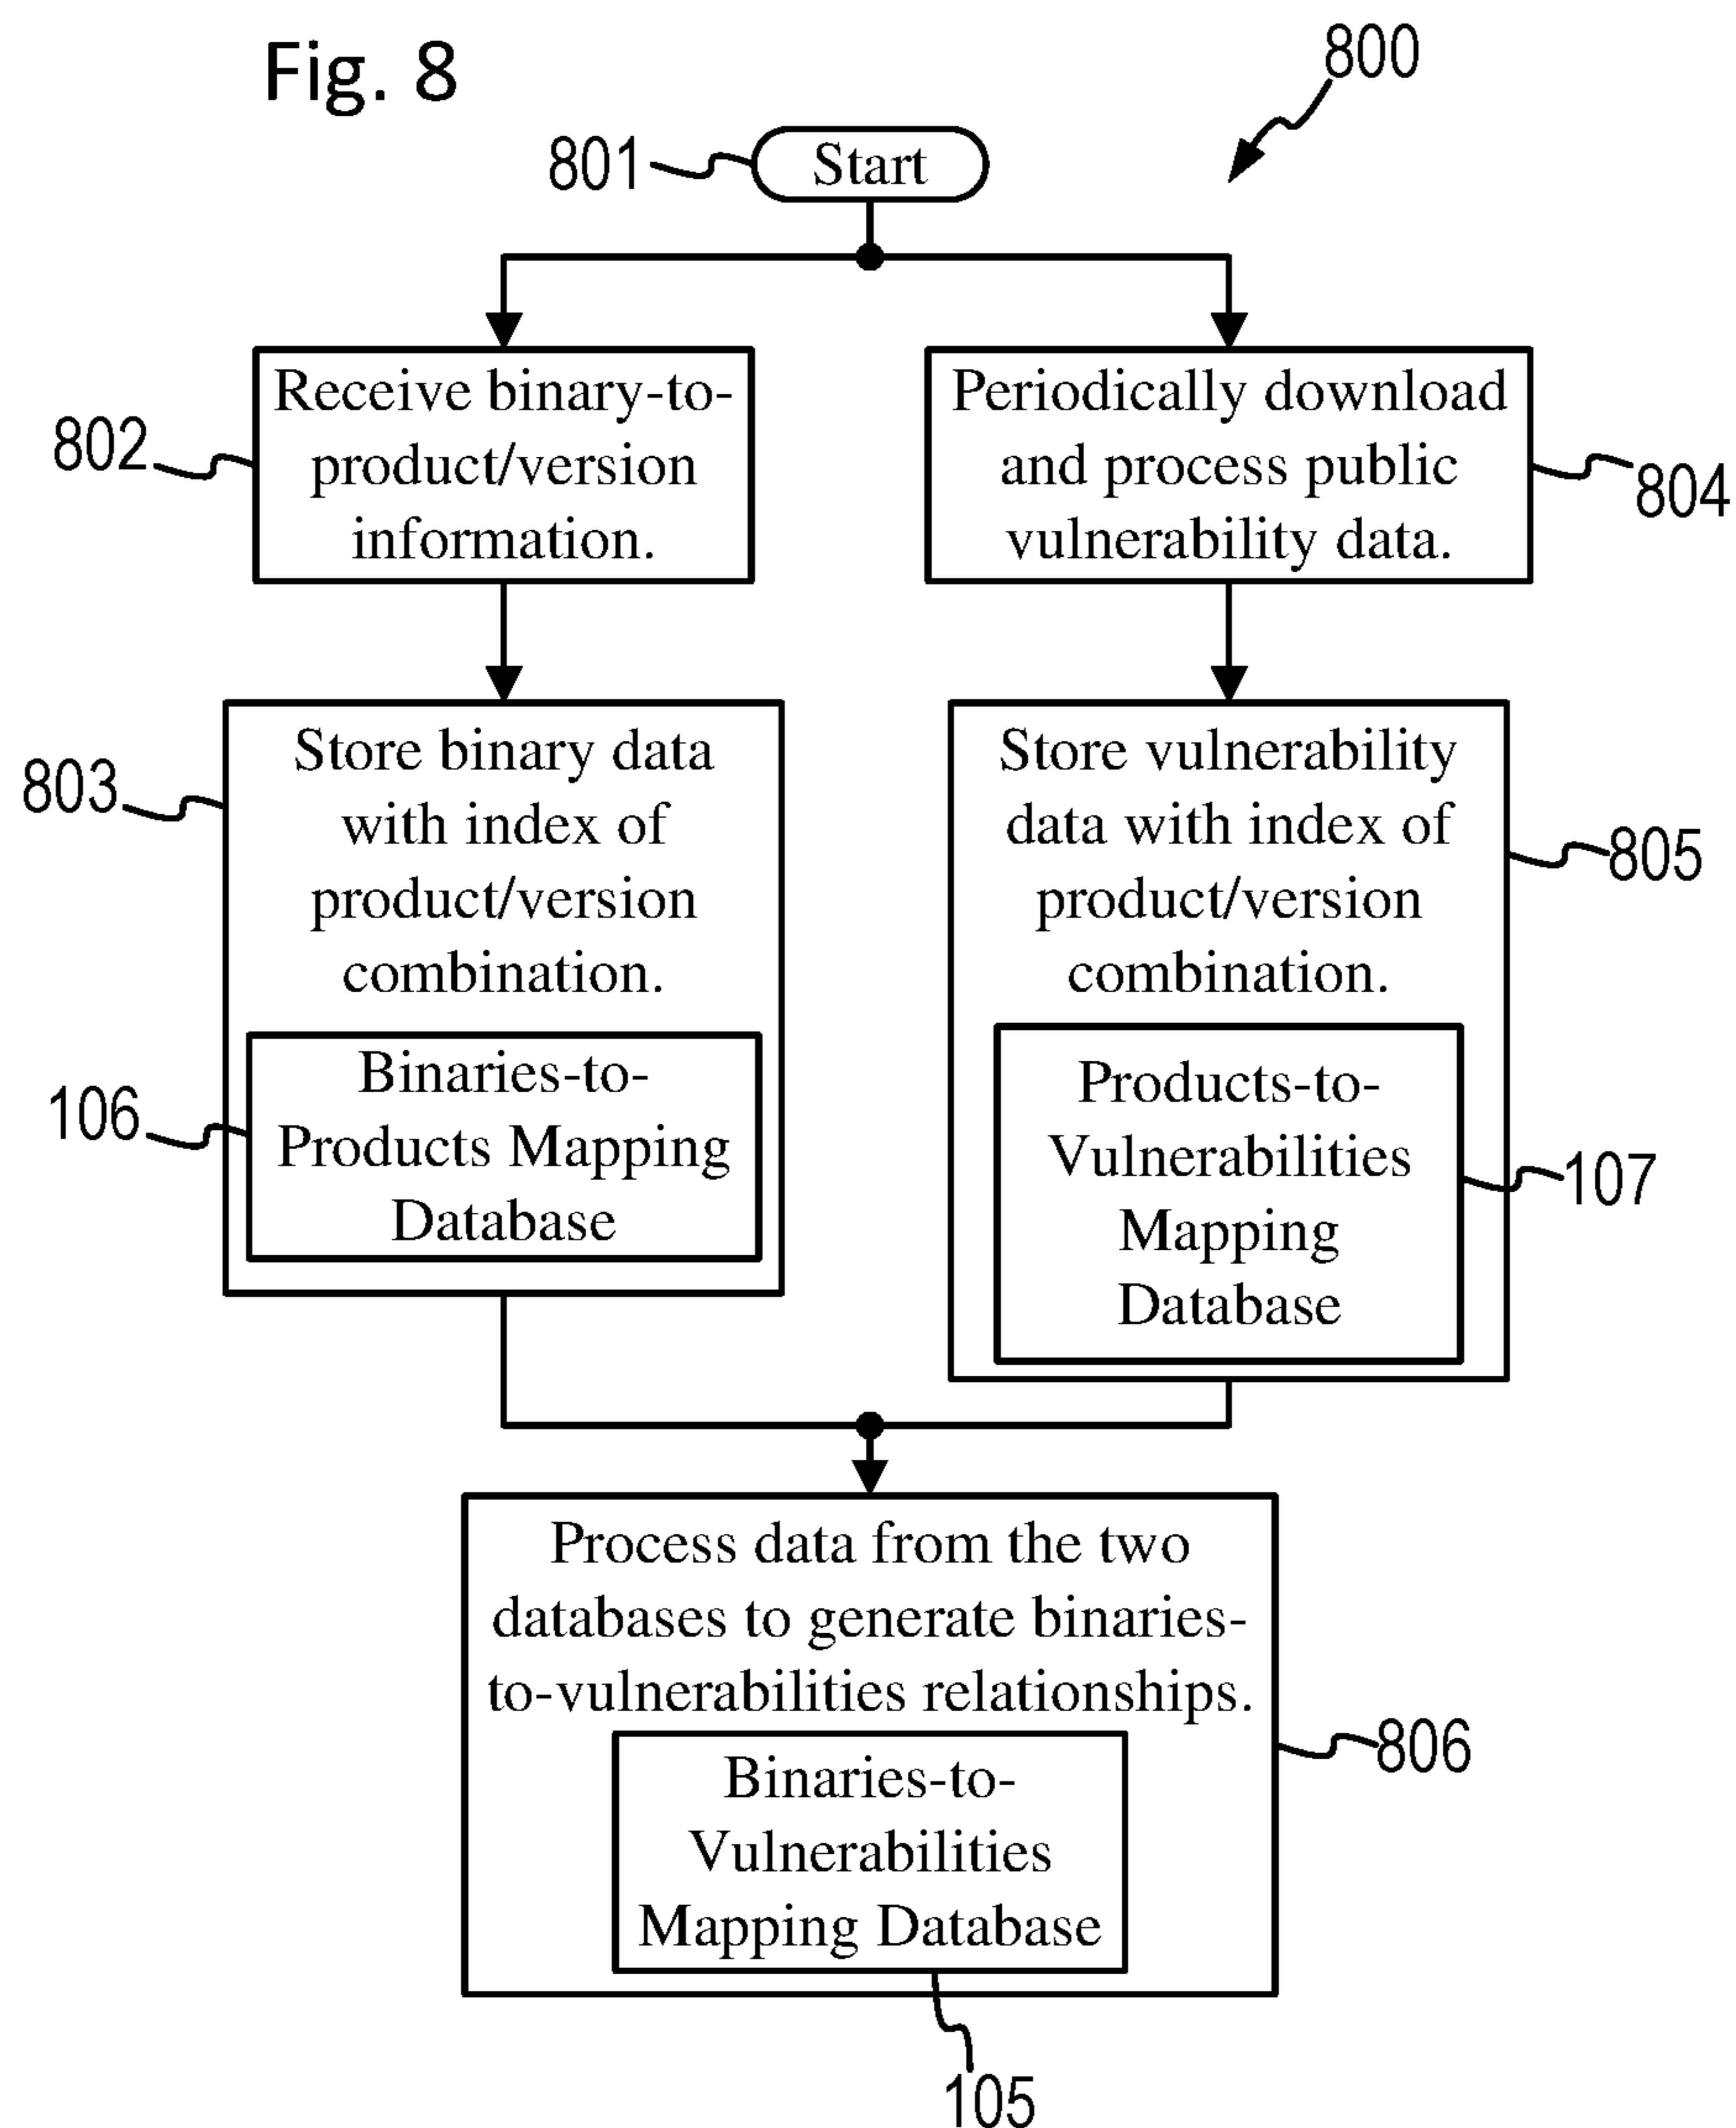 Fig. 8
800
801
Start
802
Receive binary-to-
product/version
information.
Periodically download
and process public
vulnerability data.
804
803
Store binary data
with index of
product/version
combination.
106
Binaries-to-
Products Mapping
Database
Store vulnerability
data with index of
product/version
combination.
805
Products-to-
Vulnerabilities
Mapping
Database
107
Process data from the two
databases to generate binaries-
to-vulnerabilities relationships.
806
Binaries-to-
Vulnerabilities
Mapping Database
105